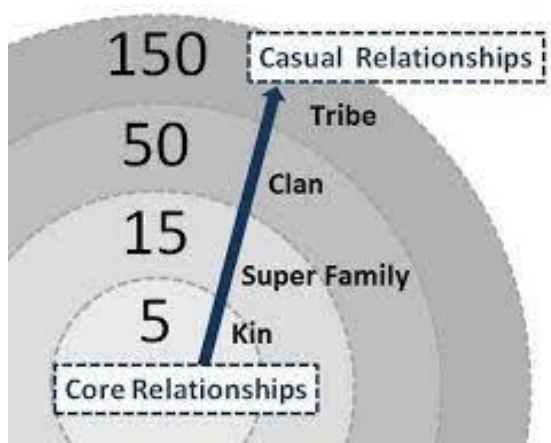 150
Casual Relationships
Tribe
50
Clan
15
Super Family
5
Kin
Core Relationships